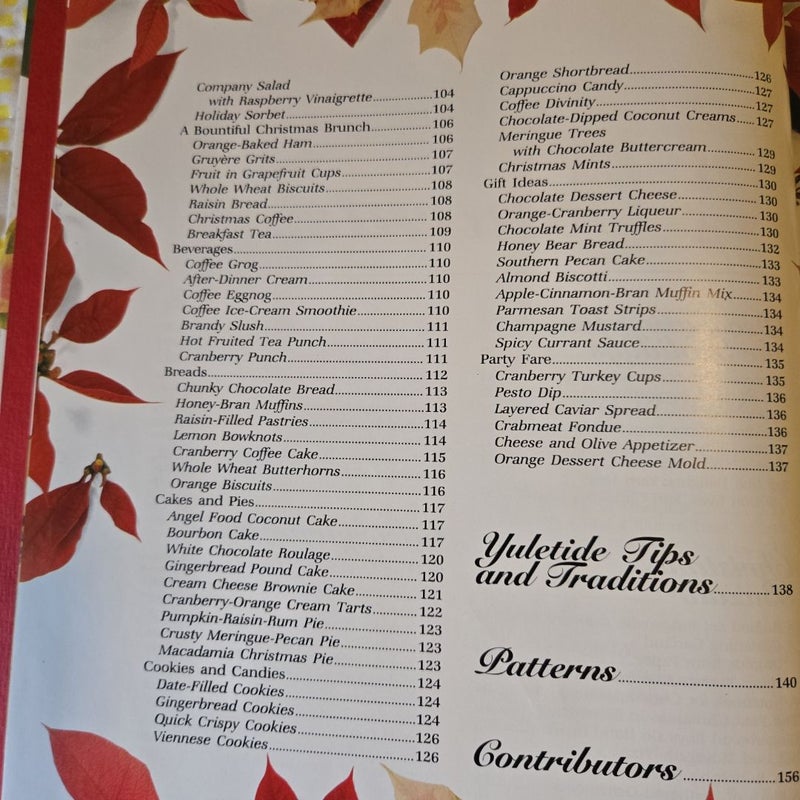 Company Salad
with Raspberry Vinaigrette....................104
Holiday Sorbet....................104
A Bountiful Christmas Brunch....................106
Orange-Baked Ham....................106
Gruyère Grits....................107
Fruit in Grapefruit Cups....................107
Whole Wheat Biscuits....................108
Raisin Bread....................108
Christmas Coffee....................108
Breakfast Tea....................109
Beverages....................110
Coffee Grog....................110
After-Dinner Cream....................110
Coffee Eggnog....................110
Coffee Ice-Cream Smoothie....................110
Brandy Slush....................111
Hot Fruited Tea Punch....................111
Cranberry Punch....................111
Breads....................112
Chunky Chocolate Bread....................113
Honey-Bran Muffins....................113
Raisin-Filled Pastries....................114
Lemon Bowknots....................114
Cranberry Coffee Cake....................115
Whole Wheat Butterhorns....................116
Orange Biscuits....................116
Cakes and Pies....................117
Angel Food Coconut Cake....................117
Bourbon Cake....................117
White Chocolate Roulage....................120
Gingerbread Pound Cake....................120
Cream Cheese Brownie Cake....................121
Cranberry-Orange Cream Tarts....................122
Pumpkin-Raisin-Rum Pie....................123
Crusty Meringue-Pecan Pie....................123
Macadamia Christmas Pie....................123
Cookies and Candies....................124
Date-Filled Cookies....................124
Gingerbread Cookies....................124
Quick Crispy Cookies....................126
Viennese Cookies....................126
Orange Shortbread....................126
Cappuccino Candy....................127
Coffee Divinity....................127
Chocolate-Dipped Coconut Creams.....127
Meringue Trees
with Chocolate Buttercream....................129
Christmas Mints....................129
Gift Ideas....................130
Chocolate Dessert Cheese....................130
Orange-Cranberry Liqueur....................130
Chocolate Mint Truffles....................130
Honey Bear Bread....................132
Southern Pecan Cake....................133
Almond Biscotti....................133
Apple-Cinnamon-Bran Muffin Mix.......134
Parmesan Toast Strips....................134
Champagne Mustard....................134
Spicy Currant Sauce....................134
Party Fare....................135
Cranberry Turkey Cups....................135
Pesto Dip....................136
Layered Caviar Spread....................136
Crabmeat Fondue....................136
Cheese and Olive Appetizer....................137
Orange Dessert Cheese Mold....................137
Yuletide Tips
and Traditions....................138
Patterns....................140
Contributors....................156